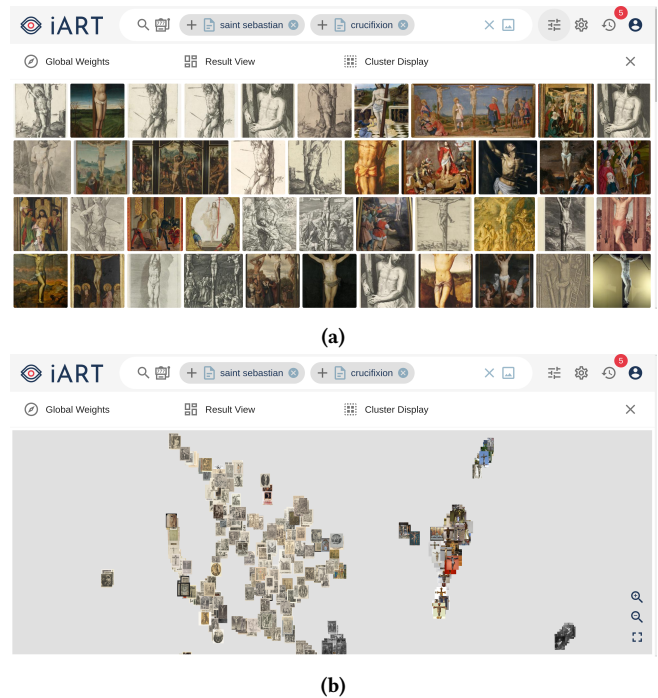 5
iART + saint sebastian + crucifixion
Global Weights Result View Cluster Display
(a)
5
iART + saint sebastian + crucifixion
Global Weights Result View Cluster Display
(b)